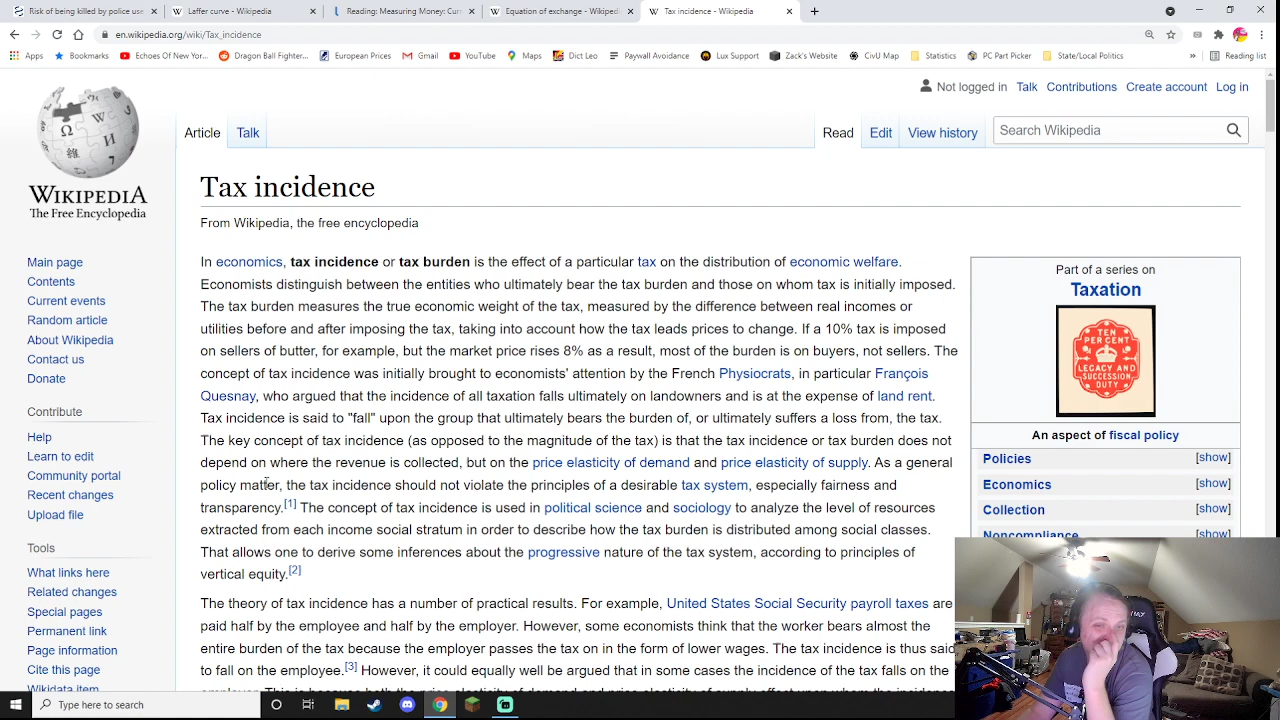 Risk of being killed by police use
Laffer curve - Wikipedia
Reading: Measuring Money: Cur
Equation of exchange - Wikipedi
Tax incidence - Wikipedia
en.wikipedia.org/wiki/Tax_incidence
Apps
Bookmarks
Echoes Of New Yor...
Dragon Ball Fighter...
European Prices
Gmail
YouTube
Maps
Dict Leo
Paywall Avoidance
Lux Support
Zack's Website
CivU Map
Statistics
PC Part Picker
State/Local Politics
»
Reading list
Not logged in Talk Contributions Create account Log in
Article Talk
Read Edit View history
Search Wikipedia
WIKIPEDIA
The Free Encyclopedia
Main page
Contents
Current events
Random article
About Wikipedia
Contact us
Donate
Contribute
Help
Learn to edit
Community portal
Recent changes
Upload file
Tools
What links here
Related changes
Special pages
Permanent link
Page information
Cite this page
Wikidata item
Tax incidence
From Wikipedia, the free encyclopedia
In economics, tax incidence or tax burden is the effect of a particular tax on the distribution of economic welfare.
Economists distinguish between the entities who ultimately bear the tax burden and those on whom tax is initially imposed.
The tax burden measures the true economic weight of the tax, measured by the difference between real incomes or
utilities before and after imposing the tax, taking into account how the tax leads prices to change. If a 10% tax is imposed
on sellers of butter, for example, but the market price rises 8% as a result, most of the burden is on buyers, not sellers. The
concept of tax incidence was initially brought to economists' attention by the French Physiocrats, in particular François
Quesnay, who argued that the incidence of all taxation falls ultimately on landowners and is at the expense of land rent.
Tax incidence is said to "fall" upon the group that ultimately bears the burden of, or ultimately suffers a loss from, the tax.
The key concept of tax incidence (as opposed to the magnitude of the tax) is that the tax incidence or tax burden does not
depend on where the revenue is collected, but on the price elasticity of demand and price elasticity of supply. As a general
policy matter, the tax incidence should not violate the principles of a desirable tax system, especially fairness and
transparency.[1] The concept of tax incidence is used in political science and sociology to analyze the level of resources
extracted from each income social stratum in order to describe how the tax burden is distributed among social classes.
That allows one to derive some inferences about the progressive nature of the tax system, according to principles of
vertical equity.[2]
The theory of tax incidence has a number of practical results. For example, United States Social Security payroll taxes are
paid half by the employee and half by the employer. However, some economists think that the worker bears almost the
entire burden of the tax because the employer passes the tax on in the form of lower wages. The tax incidence is thus said
to fall on the employee.[3] However, it could equally well be argued that in some cases the incidence of the tax falls on the
Part of a series on
Taxation
TEN
PER CENT
LEGACY AND
SUCCESSION
DUTY
An aspect of fiscal policy
Policies [show]
Economics [show]
Collection [show]
Noncompliance [show]
Type here to search